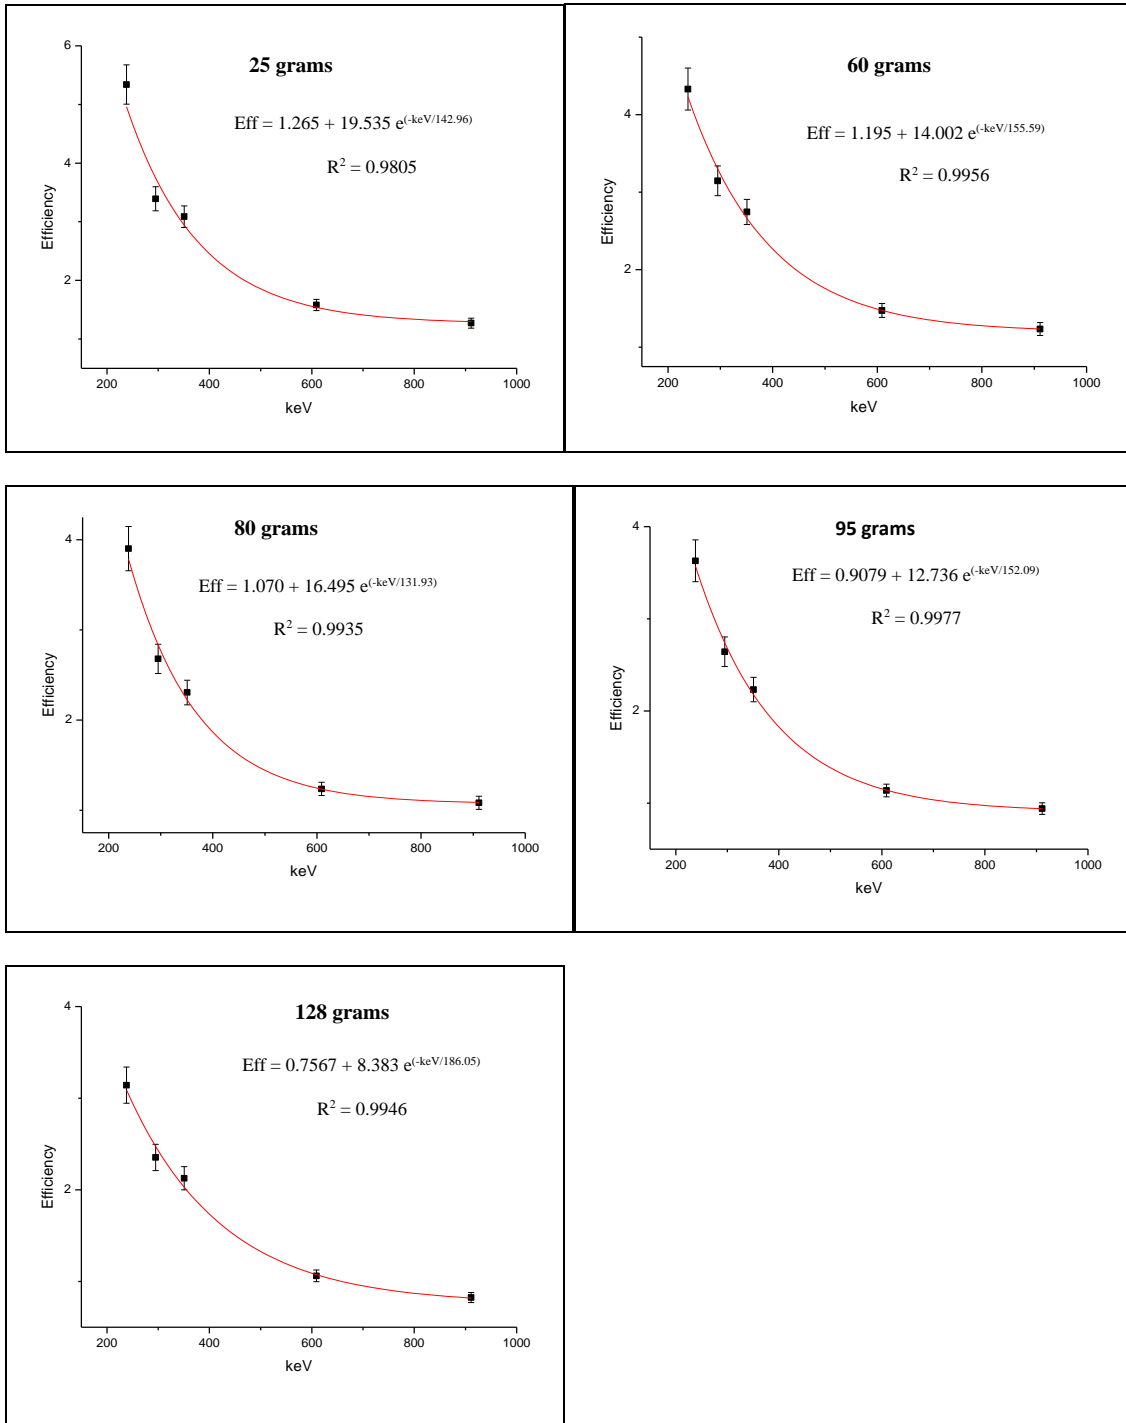 25 grams
Eff = 1.265 + 19.535 e(-keV/142.96)
R2 = 0.9805
6
4
2
Efficiency
200 400 600 800 1000
keV
60 grams
Eff = 1.195 + 14.002 e(-keV/155.59)
R2 = 0.9956
4
2
Efficiency
200 400 600 800 1000
keV
80 grams
Eff = 1.070 + 16.495 e(-keV/131.93)
R2 = 0.9935
4
2
Efficiency
200 400 600 800 1000
keV
95 grams
Eff = 0.9079 + 12.736 e(-keV/152.09)
R2 = 0.9977
4
2
Efficiency
200 400 600 800 1000
keV
128 grams
Eff = 0.7567 + 8.383 e(-keV/186.05)
R2 = 0.9946
4
2
Efficiency
200 400 600 800 1000
keV